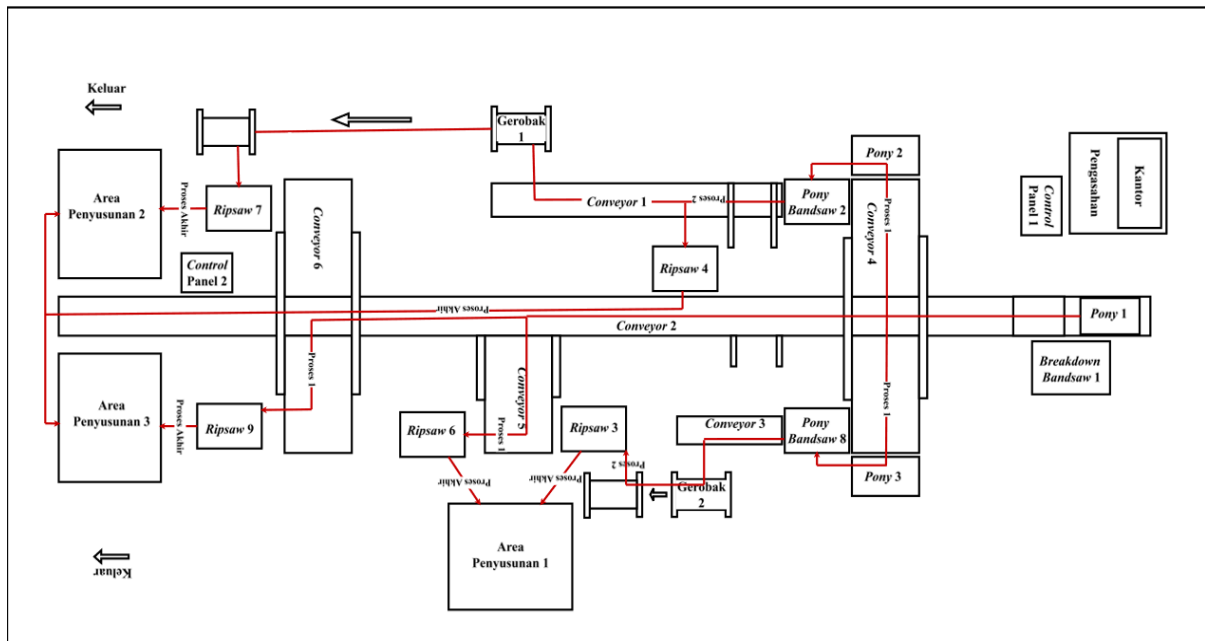 Keluar
Gerobak
1
Pony 2
Pengasahan
Kantor
Area
Penyusunan 2
Proses Akhir
Ripsaw 7
Conveyor 6
Conveyor 1
Proses 2
Pony
Bandsaw 2
Proses 1
Conveyor 4
Control
Panel 1
Control
Panel 2
Ripsaw 4
Proses Akhir
Conveyor 2
Pony 1
Breakdown
Bandsaw 1
Proses 1
Area
Penyusunan 3
Proses Akhir
Ripsaw 9
Conveyor 5
Proses 1
Ripsaw 6
Ripsaw 3
Conveyor 3
Pony
Bandsaw 8
Proses 1
Proses 2
Pony 3
Proses Akhir
Proses Akhir
Gerobak
2
Area
Penyusunan 1
Keluar